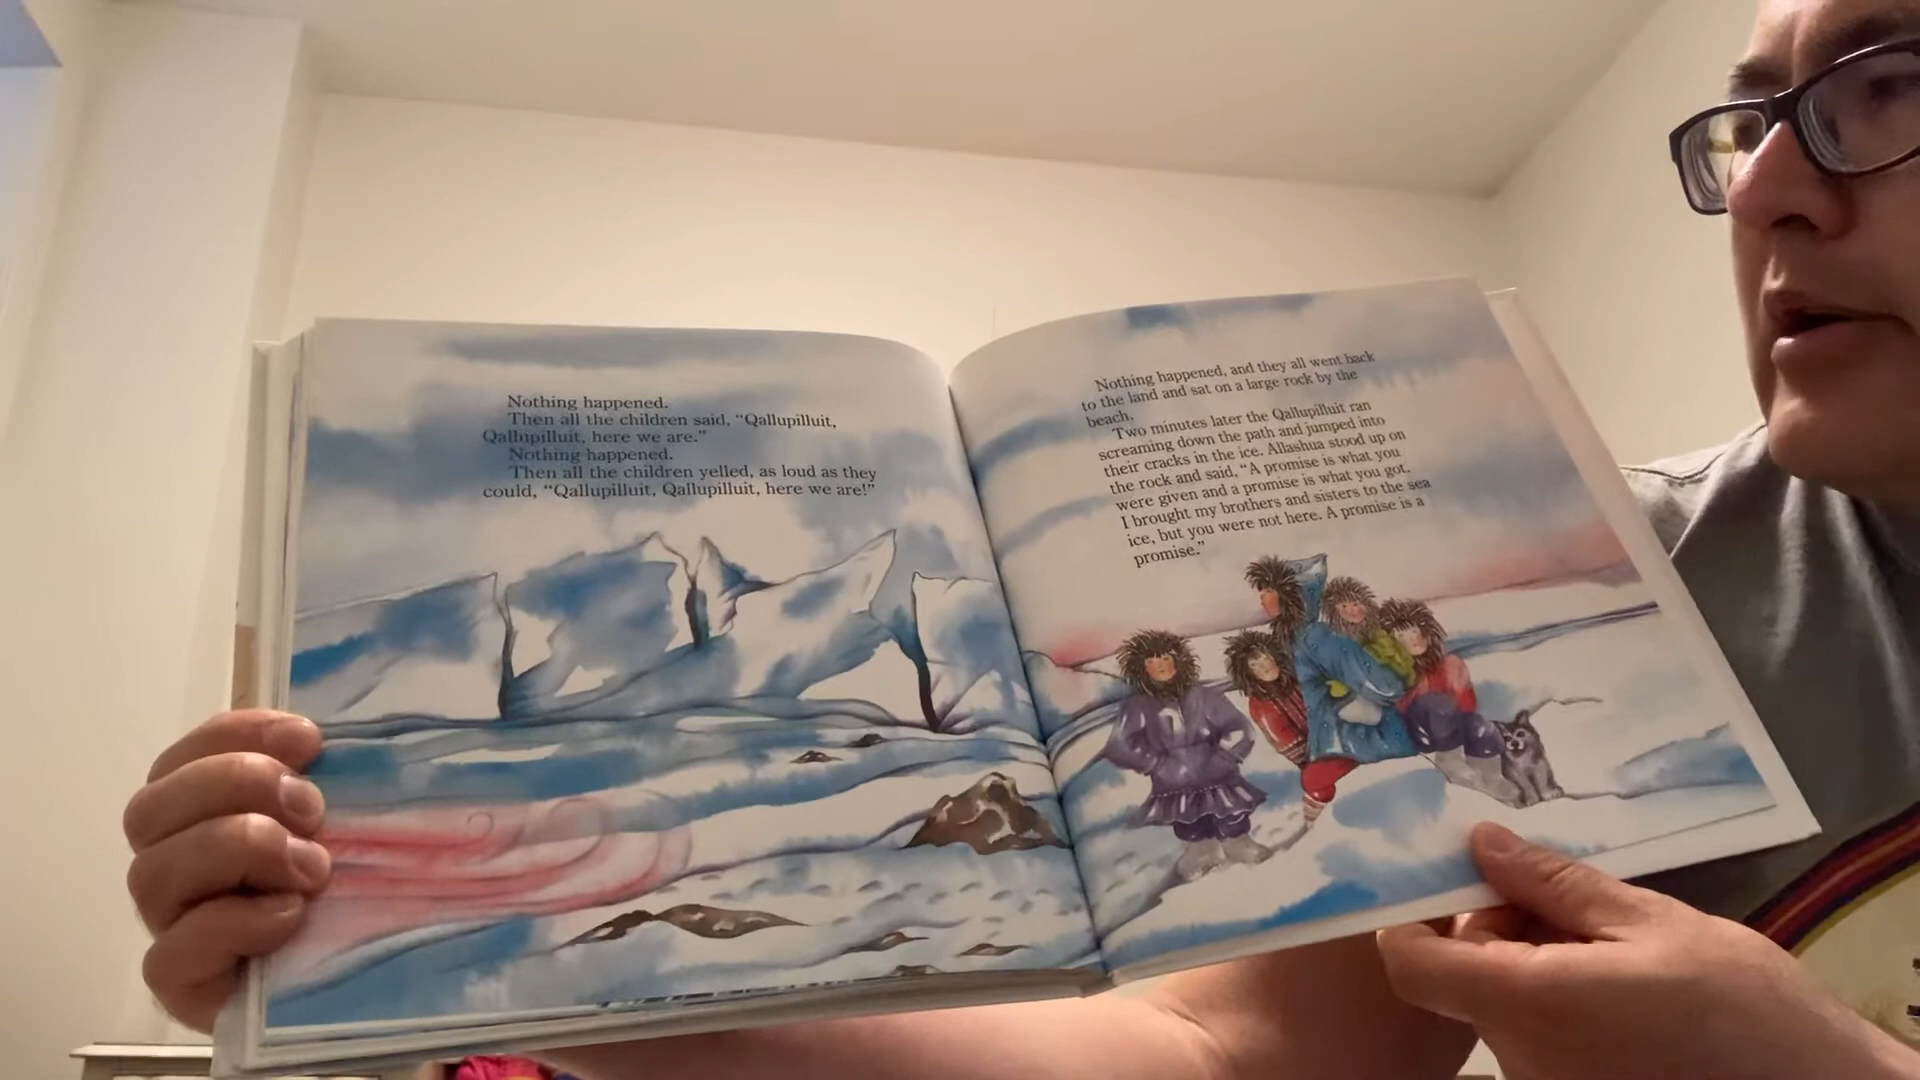 Nothing happened.
Then all the children said, “Qallupilluit,
Qallupilluit, here we are.”
Nothing happened.
Then all the children yelled, as loud as they
could, “Qallupilluit, Qallupilluit, here we are!”
Nothing happened, and they all went back
to the land and sat on a large rock by the
beach.
Two minutes later the Qallupilluit ran
screaming down the path and jumped into
their cracks in the ice. Allashua stood up on
the rock and said, “A promise is what you
were given and a promise is what you got.
I brought my brothers and sisters to the sea
ice, but you were not here. A promise is a
promise.”